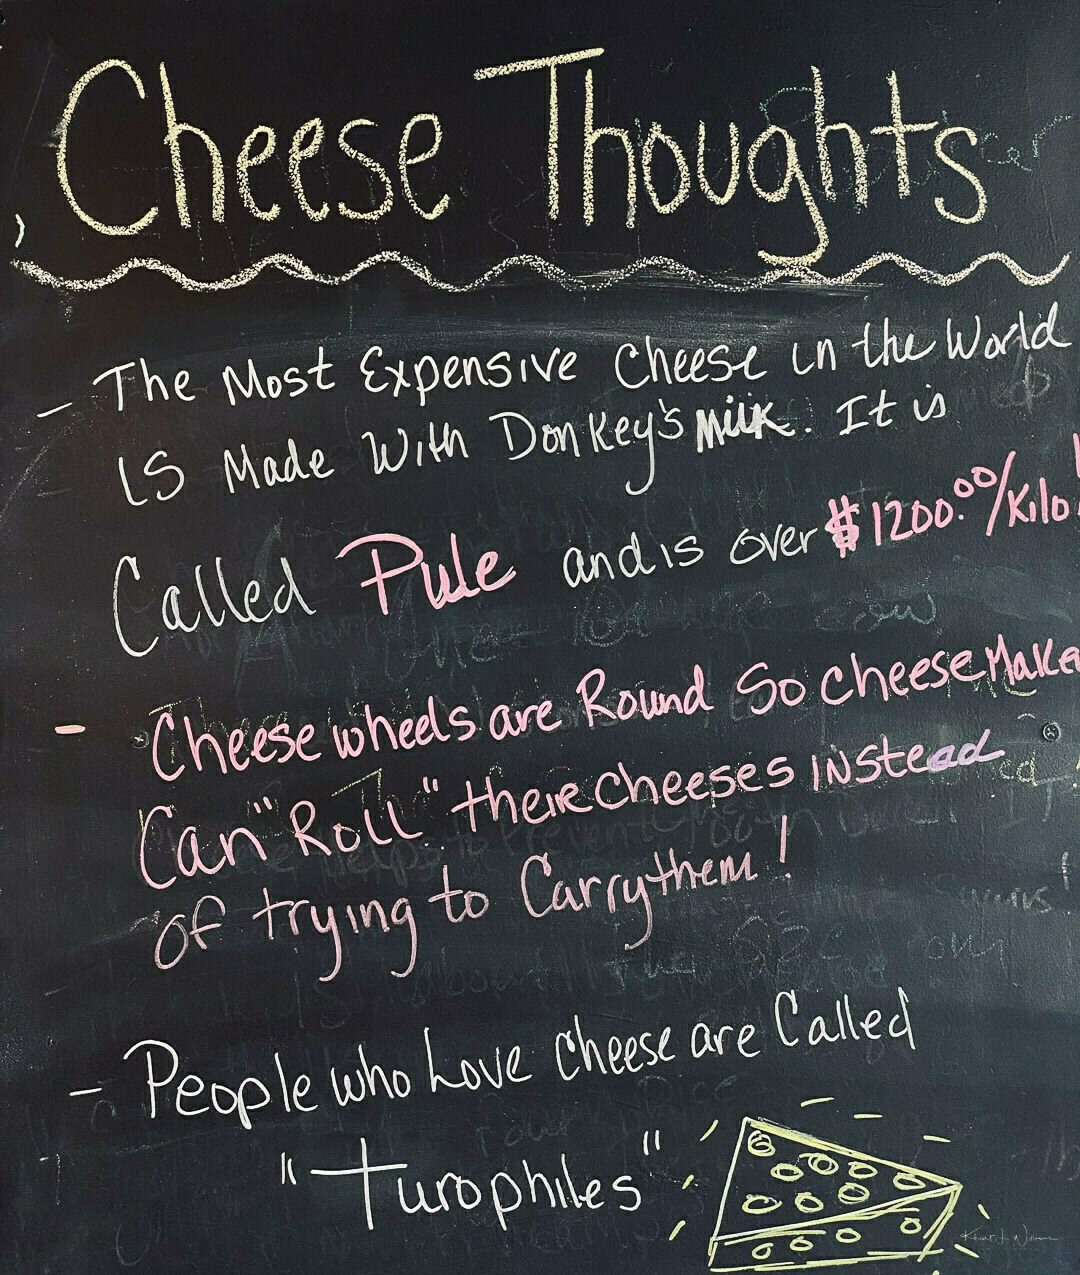 Cheese Thoughts
- The Most Expensive Cheese in the World
is Made With Donkey's Milk. It is
Called Pule and is over $1200.00/Kilo!
- Cheese wheels are Round So cheese Make
Can "Roll" their cheeses instead
of trying to Carry them!
- People who Love Cheese are Called
"Turophiles"